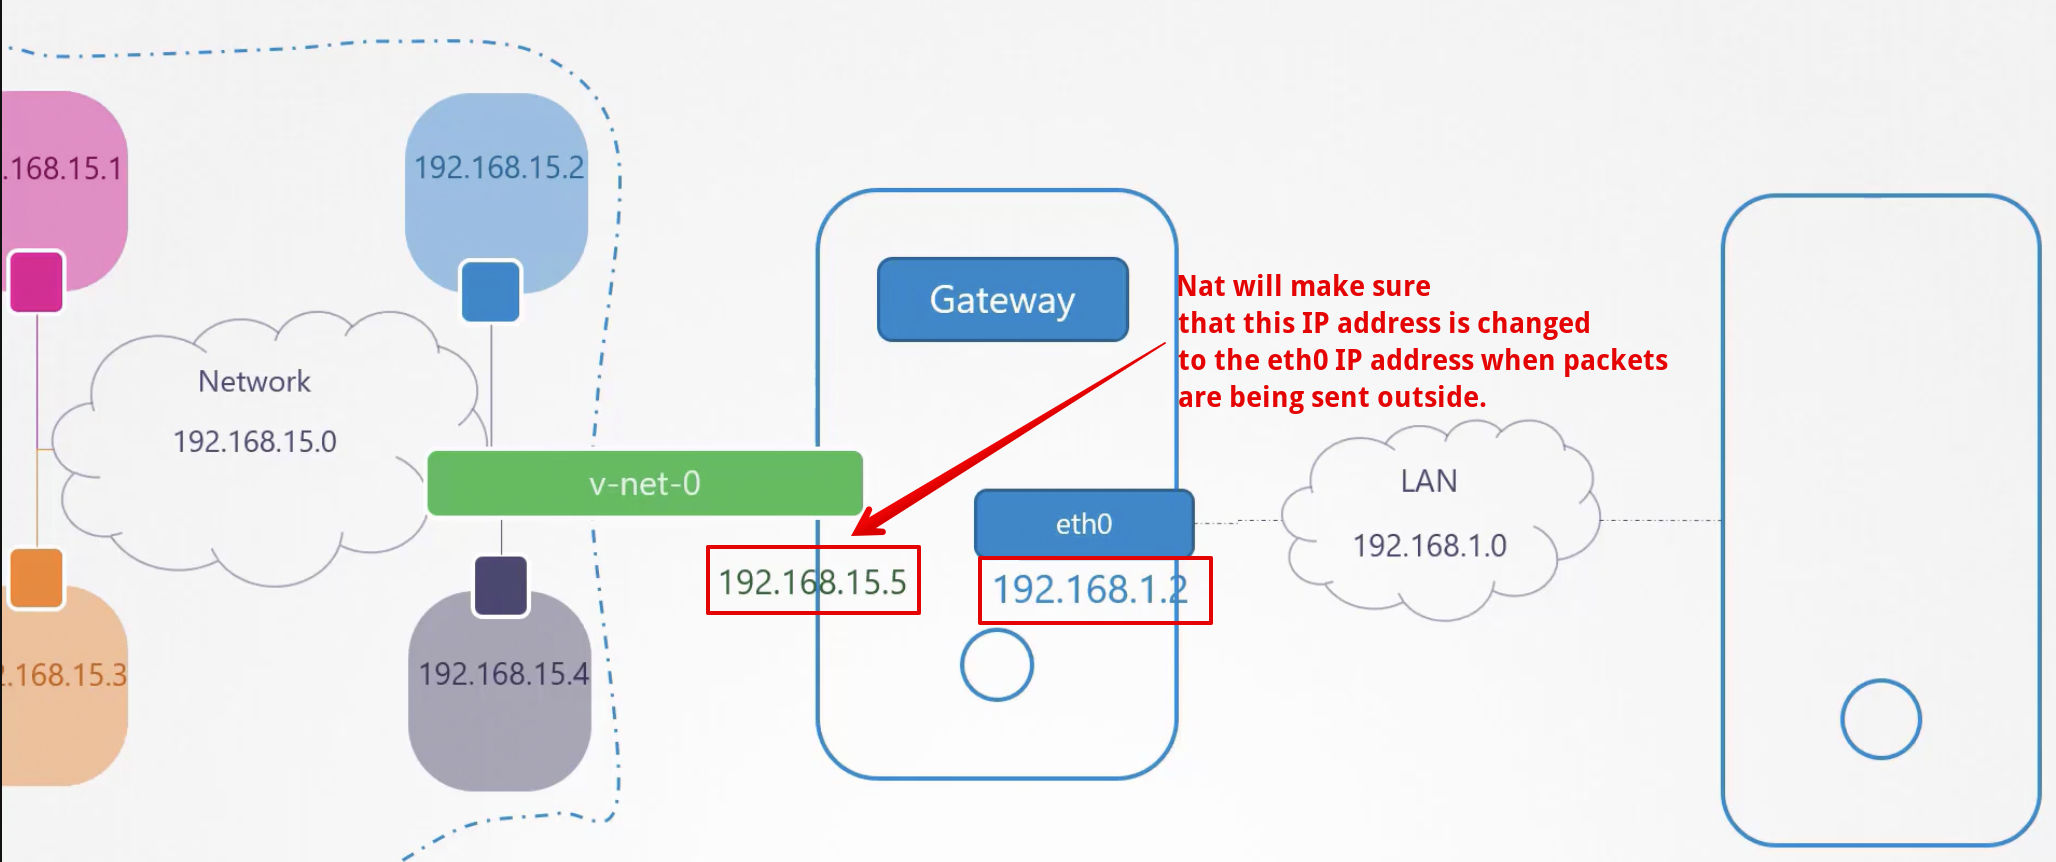 .168.15.1
192.168.15.2
Gateway
Nat will make sure
that this IP address is changed
to the eth0 IP address when packets
are being sent outside.
Network
192.168.15.0
v-net-0
LAN
eth0
192.168.1.0
192.168.15.5
192.168.1.2
.168.15.3
192.168.15.4